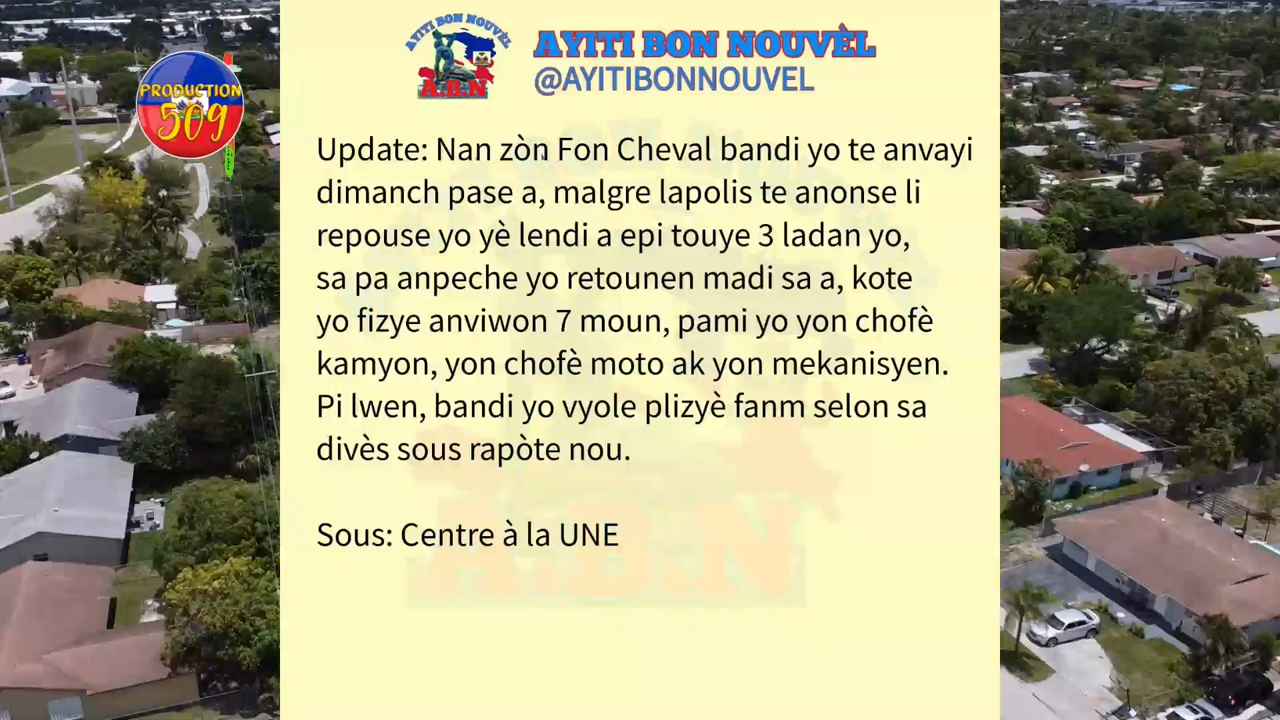 AYITI BON NOUVÈL
A.B.N
AYITI BON NOUVÈL
@AYITIBONNOUVEL
PRODUCTION
509
Update: Nan zòn Fon Cheval bandi yo te anvayi
dimanch pase a, malgre lapolis te anonse li
repouse yo yè lendi a epi touye 3 ladan yo,
sa pa anpeche yo retounen madi sa a, kote
yo fizye anviwon 7 moun, pami yo yon chofè
kamyon, yon chofè moto ak yon mekanisyen.
Pi lwen, bandi yo vyole plizyè fanm selon sa
divès sous rapòte nou.
Sous: Centre à la UNE
A.B.N